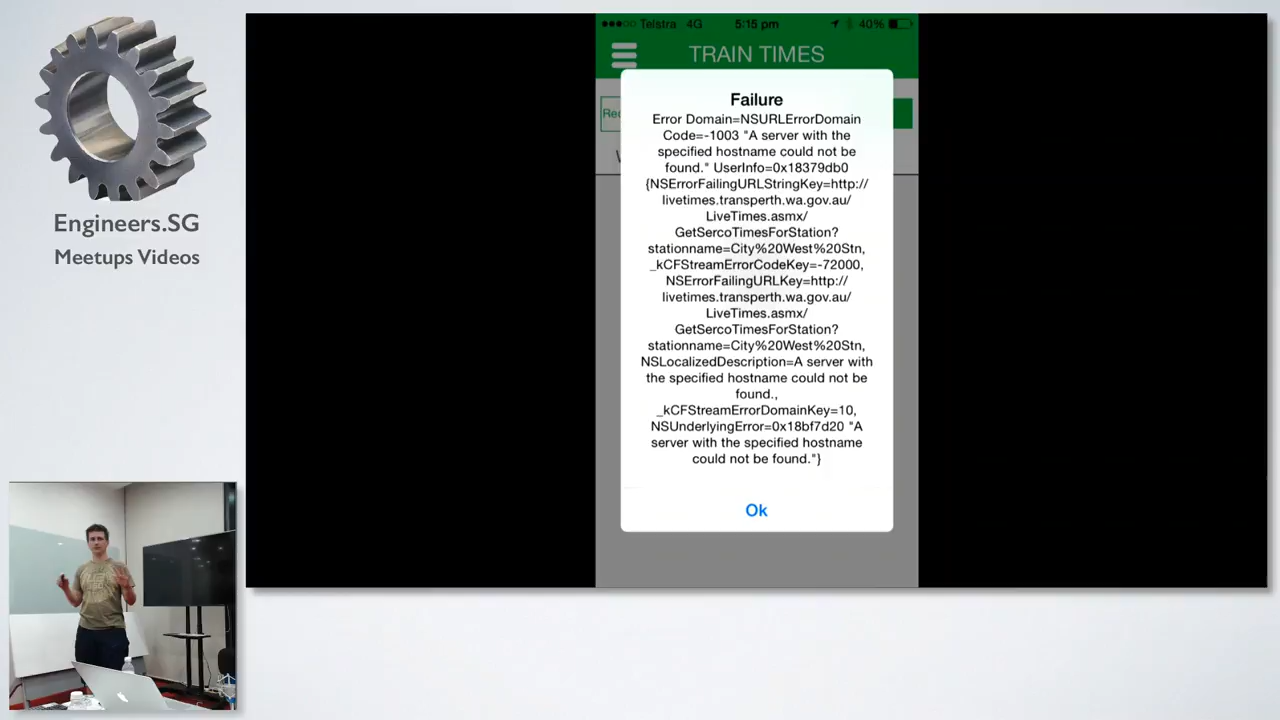 Engineers.SG
Meetups Videos
Telstra 4G 5:15 pm 40%
TRAIN TIMES
Rec
Failure
Error Domain=NSURLErrorDomain
Code=-1003 "A server with the
specified hostname could not be
found." UserInfo=0x18379db0
{NSErrorFailingURLStringKey=http://
livetimes.transperth.wa.gov.au/
LiveTimes.asmx/
GetSercoTimesForStation?
stationname=City%20West%20Stn,
_kCFStreamErrorCodeKey=-72000,
NSErrorFailingURLKey=http://
livetimes.transperth.wa.gov.au/
LiveTimes.asmx/
GetSercoTimesForStation?
stationname=City%20West%20Stn,
NSLocalizedDescription=A server with
the specified hostname could not be
found.,
_kCFStreamErrorDomainKey=10,
NSUnderlyingError=0x18bf7d20 "A
server with the specified hostname
could not be found."}
Ok